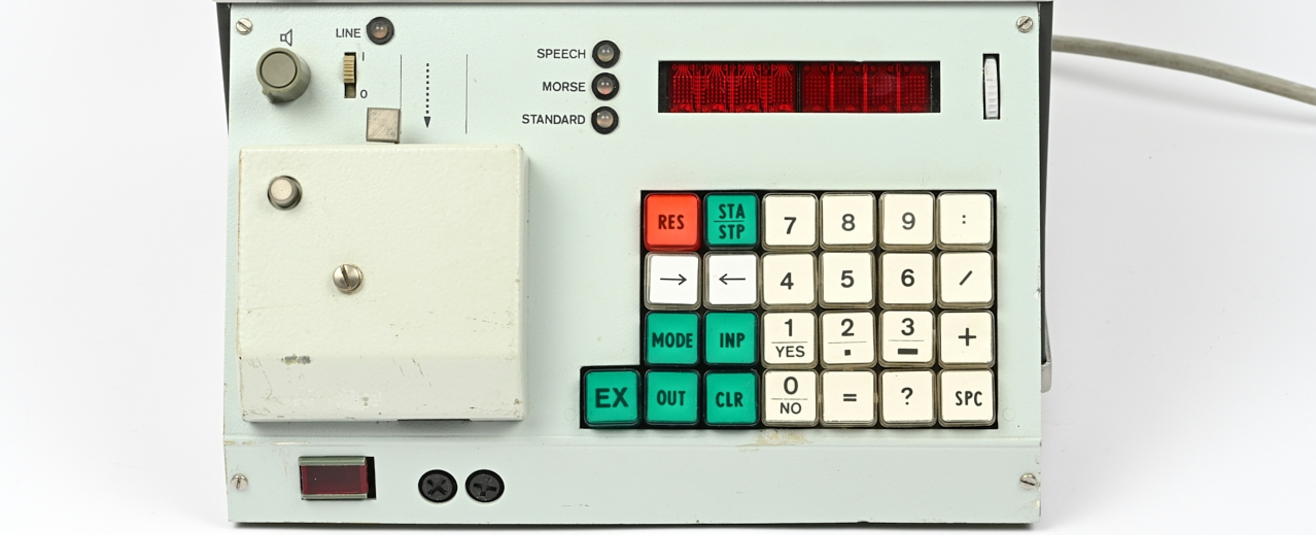 LINE
I
0
SPEECH
MORSE
STANDARD
RES STA STP 7 8 9 :
→ ← 4 5 6 /
MODE INP 1 YES 2 . 3 - +
EX OUT CLR 0 NO = ? SPC